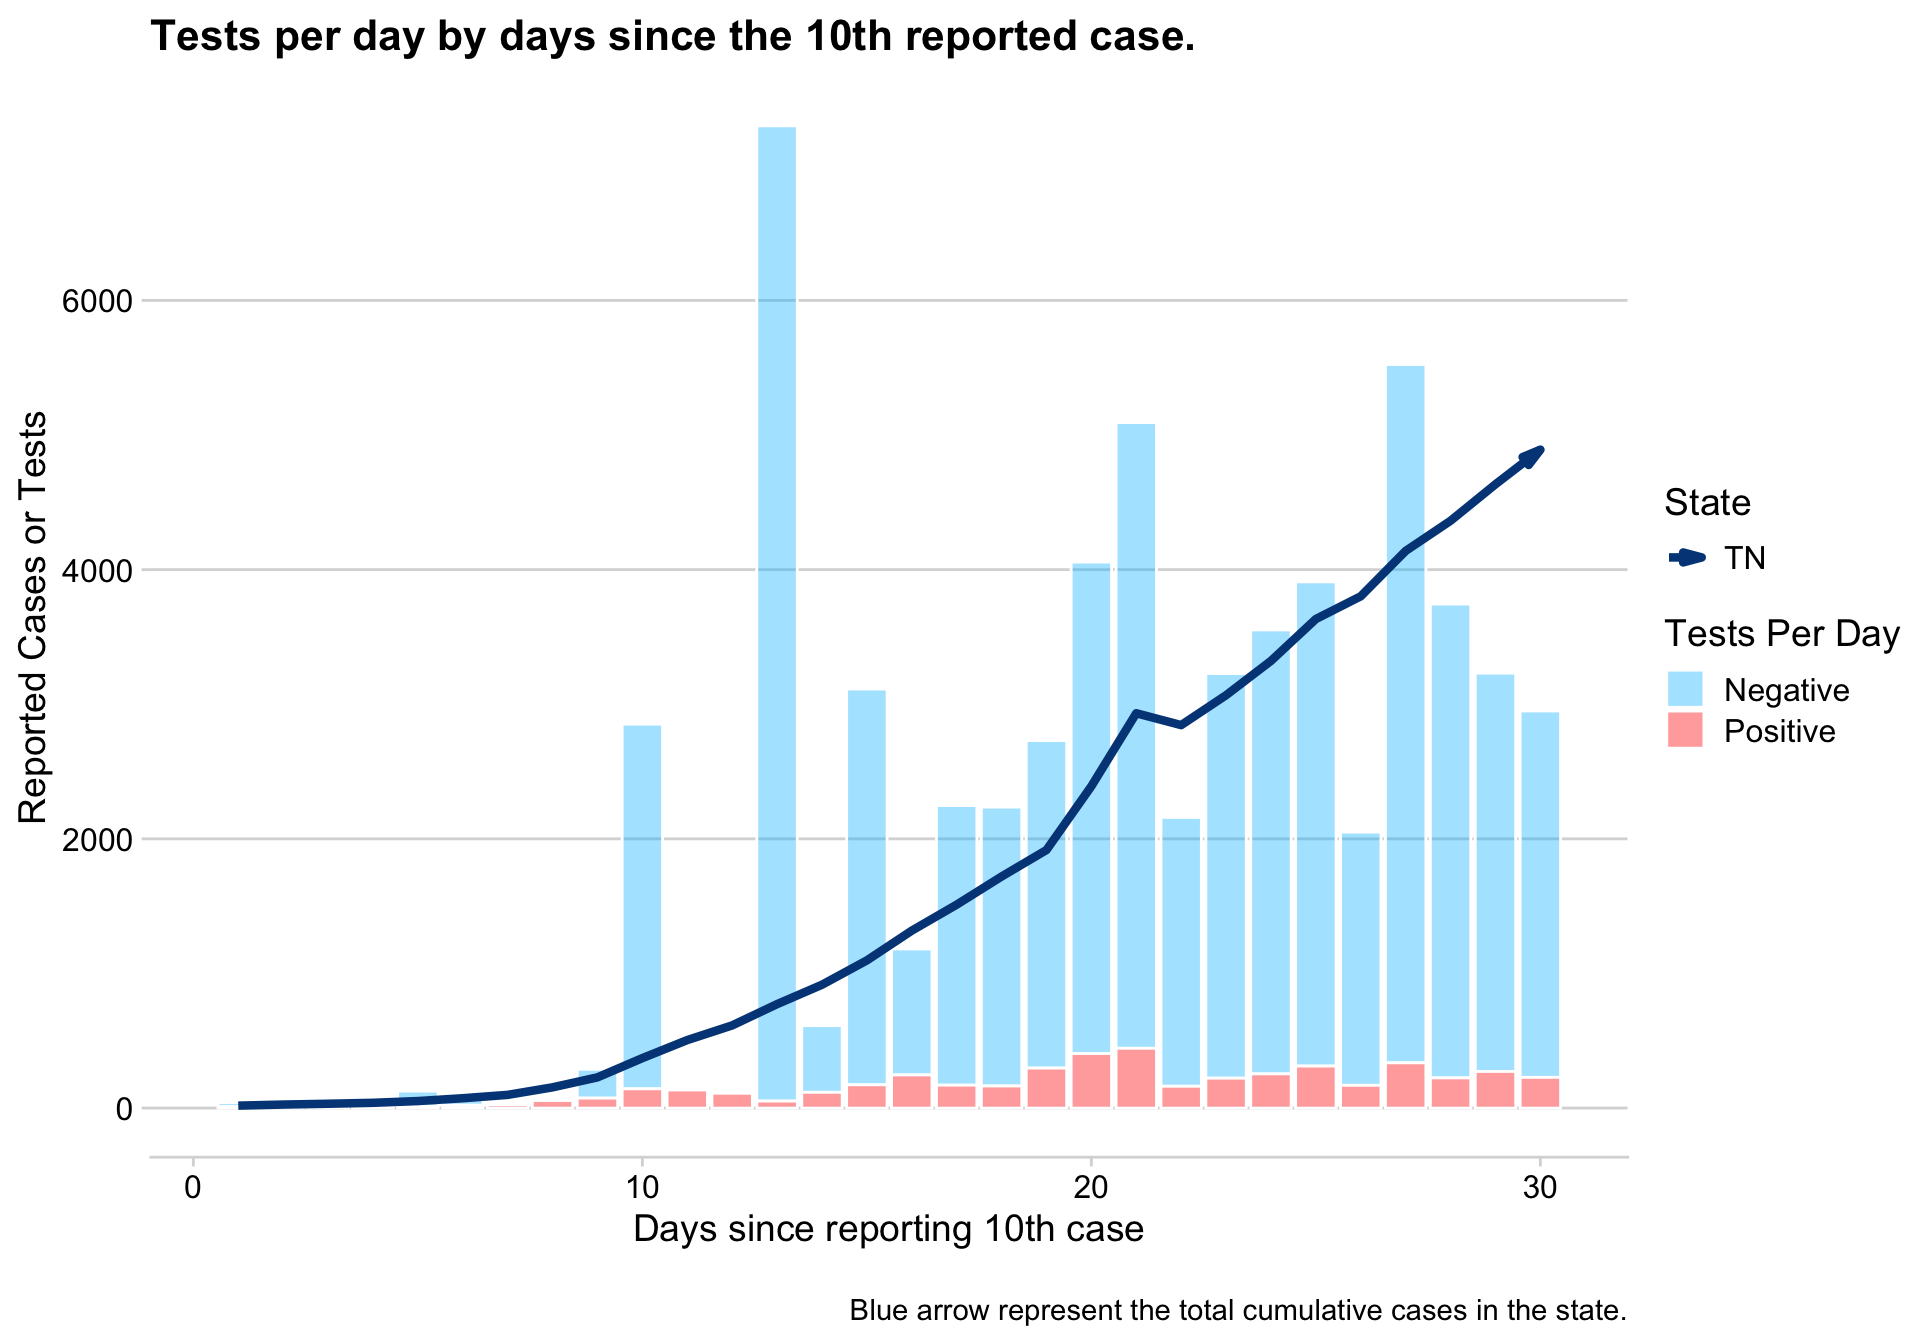 Tests per day by days since the 10th reported case.
6000
4000
2000
0
Reported Cases or Tests
0
10
20
30
Days since reporting 10th case
State
TN
Tests Per Day
Negative
Positive
Blue arrow represent the total cumulative cases in the state.